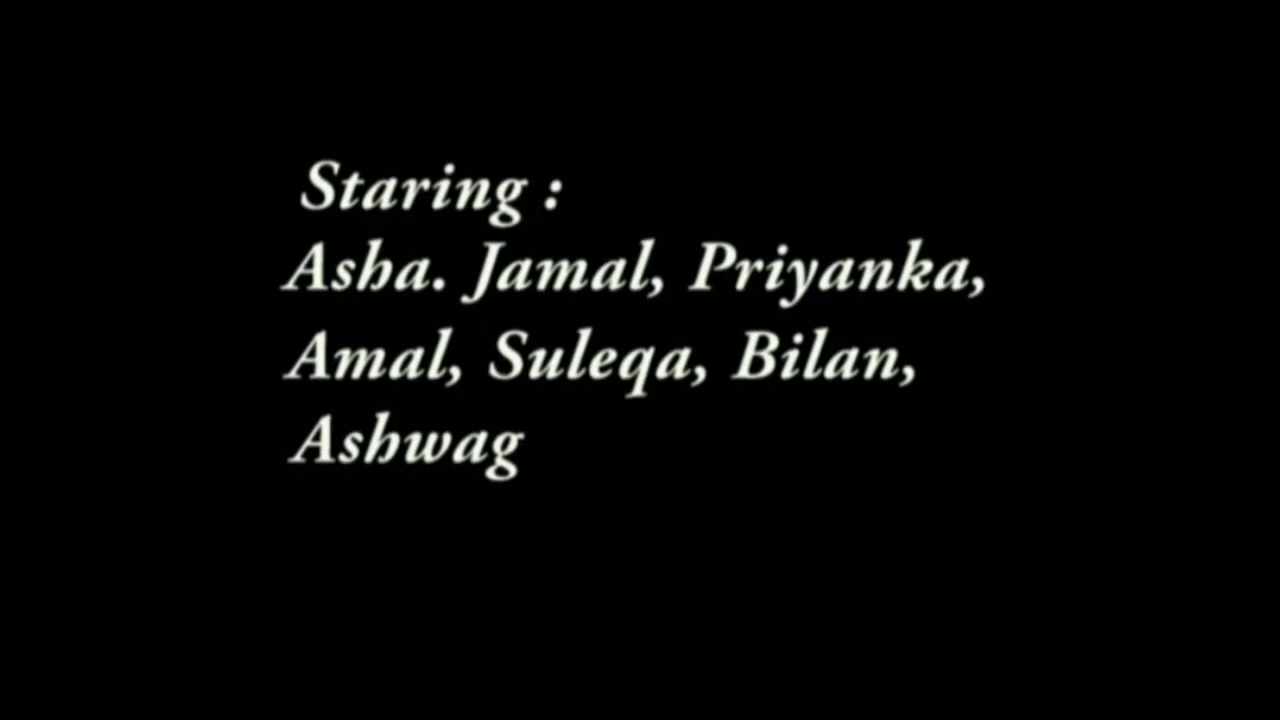 Staring :
Asha. Jamal, Priyanka,
Amal, Suleqa, Bilan,
Ashwag